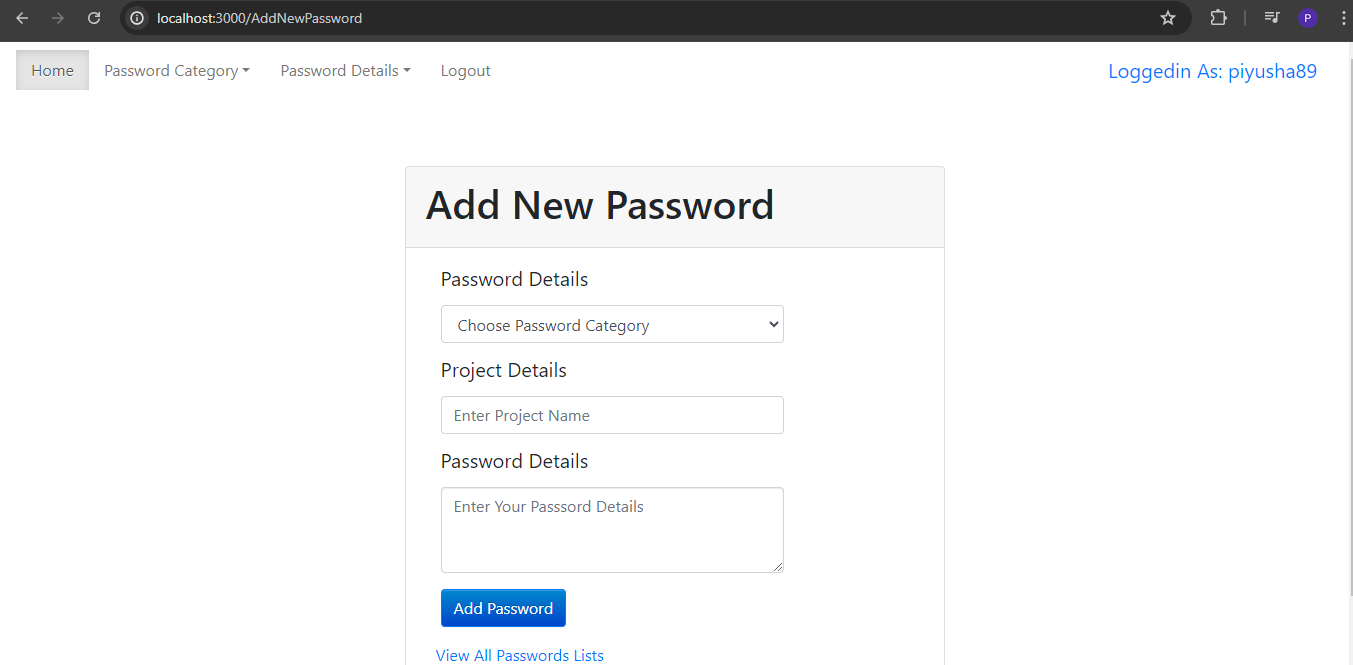 localhost:3000/AddNewPassword
P
Home Password Category Password Details Logout Loggedin As: piyusha89
Add New Password
Password Details
Choose Password Category
Project Details
Enter Project Name
Password Details
Enter Your Passsord Details
Add Password
View All Passwords Lists